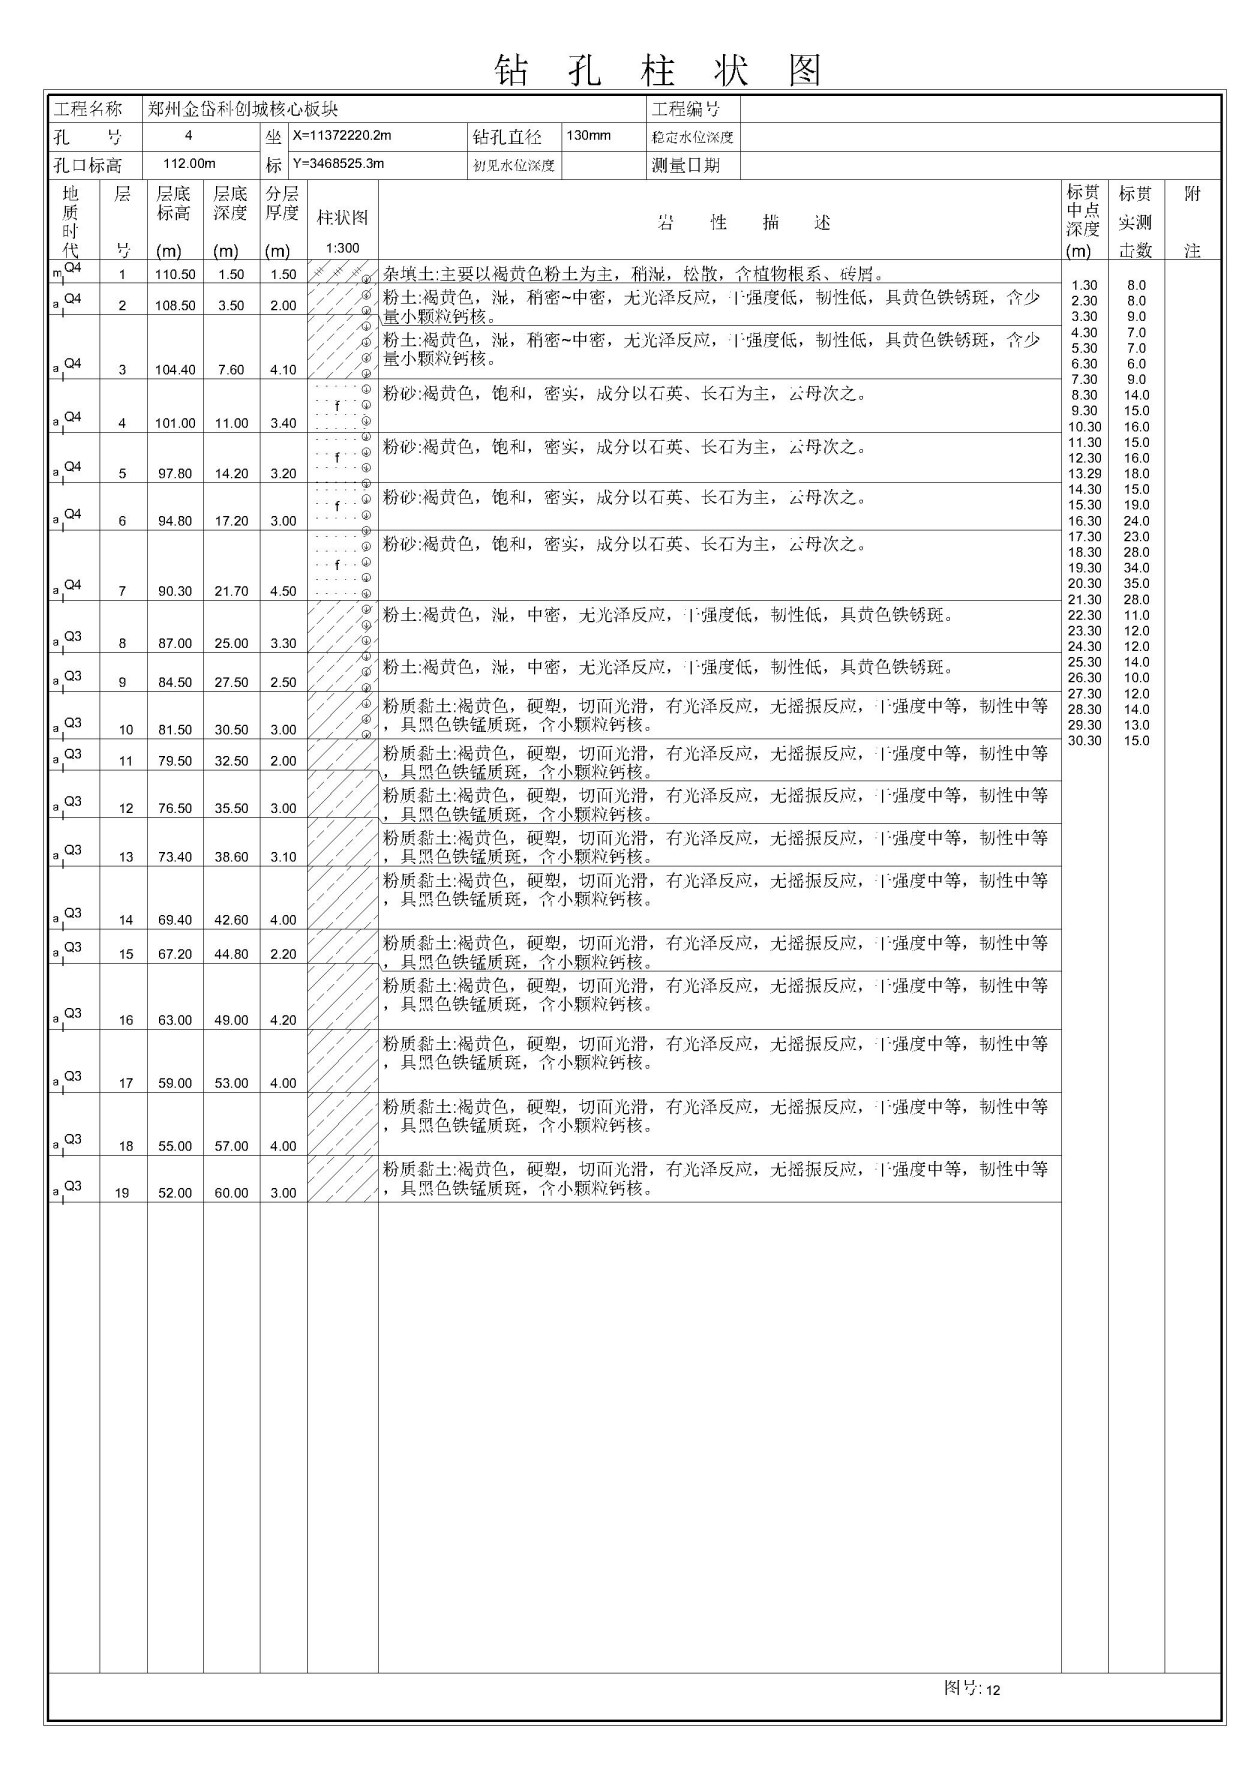 钻 孔 柱 状 图
工程名称 郑州金岱科创城核心板块 工程编号
孔 号 4 坐 X=11372220.2m 钻孔直径 130mm 稳定水位深度
孔口标高 112.00m 标 Y=3468525.3m 初见水位深度 测量日期
地质时代 层号 层底标高(m) 层底深度(m) 分层厚度(m) 柱状图 1:300 岩 性 描 述 标贯中点深度(m) 标贯实测击数 附注
mlQ4 1 110.50 1.50 1.50 杂填土:主要以褐黄色粉土为主，稍湿，松散，含植物根系、砖屑。
alQ4 2 108.50 3.50 2.00 粉土:褐黄色，湿，稍密~中密，无光泽反应，干强度低，韧性低，具黄色铁锈斑，含少
量小颗粒钙核。
alQ4 3 104.40 7.60 4.10 粉土:褐黄色，湿，稍密~中密，无光泽反应，干强度低，韧性低，具黄色铁锈斑，含少
量小颗粒钙核。
alQ4 4 101.00 11.00 3.40 f 粉砂:褐黄色，饱和，密实，成分以石英、长石为主，云母次之。
alQ4 5 97.80 14.20 3.20 f 粉砂:褐黄色，饱和，密实，成分以石英、长石为主，云母次之。
alQ4 6 94.80 17.20 3.00 f 粉砂:褐黄色，饱和，密实，成分以石英、长石为主，云母次之。
alQ4 7 90.30 21.70 4.50 f 粉砂:褐黄色，饱和，密实，成分以石英、长石为主，云母次之。
alQ3 8 87.00 25.00 3.30 粉土:褐黄色，湿，中密，无光泽反应，干强度低，韧性低，具黄色铁锈斑。
alQ3 9 84.50 27.50 2.50 粉土:褐黄色，湿，中密，无光泽反应，干强度低，韧性低，具黄色铁锈斑。
alQ3 10 81.50 30.50 3.00 粉质黏土:褐黄色，硬塑，切面光滑，有光泽反应，无摇振反应，干强度中等，韧性中等
，具黑色铁锰质斑，含小颗粒钙核。
alQ3 11 79.50 32.50 2.00 粉质黏土:褐黄色，硬塑，切面光滑，有光泽反应，无摇振反应，干强度中等，韧性中等
，具黑色铁锰质斑，含小颗粒钙核。
alQ3 12 76.50 35.50 3.00 粉质黏土:褐黄色，硬塑，切面光滑，有光泽反应，无摇振反应，干强度中等，韧性中等
，具黑色铁锰质斑，含小颗粒钙核。
alQ3 13 73.40 38.60 3.10 粉质黏土:褐黄色，硬塑，切面光滑，有光泽反应，无摇振反应，干强度中等，韧性中等
，具黑色铁锰质斑，含小颗粒钙核。
alQ3 14 69.40 42.60 4.00 粉质黏土:褐黄色，硬塑，切面光滑，有光泽反应，无摇振反应，干强度中等，韧性中等
，具黑色铁锰质斑，含小颗粒钙核。
alQ3 15 67.20 44.80 2.20 粉质黏土:褐黄色，硬塑，切面光滑，有光泽反应，无摇振反应，干强度中等，韧性中等
，具黑色铁锰质斑，含小颗粒钙核。
alQ3 16 63.00 49.00 4.20 粉质黏土:褐黄色，硬塑，切面光滑，有光泽反应，无摇振反应，干强度中等，韧性中等
，具黑色铁锰质斑，含小颗粒钙核。
alQ3 17 59.00 53.00 4.00 粉质黏土:褐黄色，硬塑，切面光滑，有光泽反应，无摇振反应，干强度中等，韧性中等
，具黑色铁锰质斑，含小颗粒钙核。
alQ3 18 55.00 57.00 4.00 粉质黏土:褐黄色，硬塑，切面光滑，有光泽反应，无摇振反应，干强度中等，韧性中等
，具黑色铁锰质斑，含小颗粒钙核。
alQ3 19 52.00 60.00 3.00 粉质黏土:褐黄色，硬塑，切面光滑，有光泽反应，无摇振反应，干强度中等，韧性中等
，具黑色铁锰质斑，含小颗粒钙核。
1.30 8.0
2.30 8.0
3.30 9.0
4.30 7.0
5.30 7.0
6.30 6.0
7.30 9.0
8.30 14.0
9.30 15.0
10.30 16.0
11.30 15.0
12.30 16.0
13.29 18.0
14.30 15.0
15.30 19.0
16.30 24.0
17.30 23.0
18.30 28.0
19.30 34.0
20.30 35.0
21.30 28.0
22.30 11.0
23.30 12.0
24.30 12.0
25.30 14.0
26.30 10.0
27.30 12.0
28.30 14.0
29.30 13.0
30.30 15.0
图号: 12